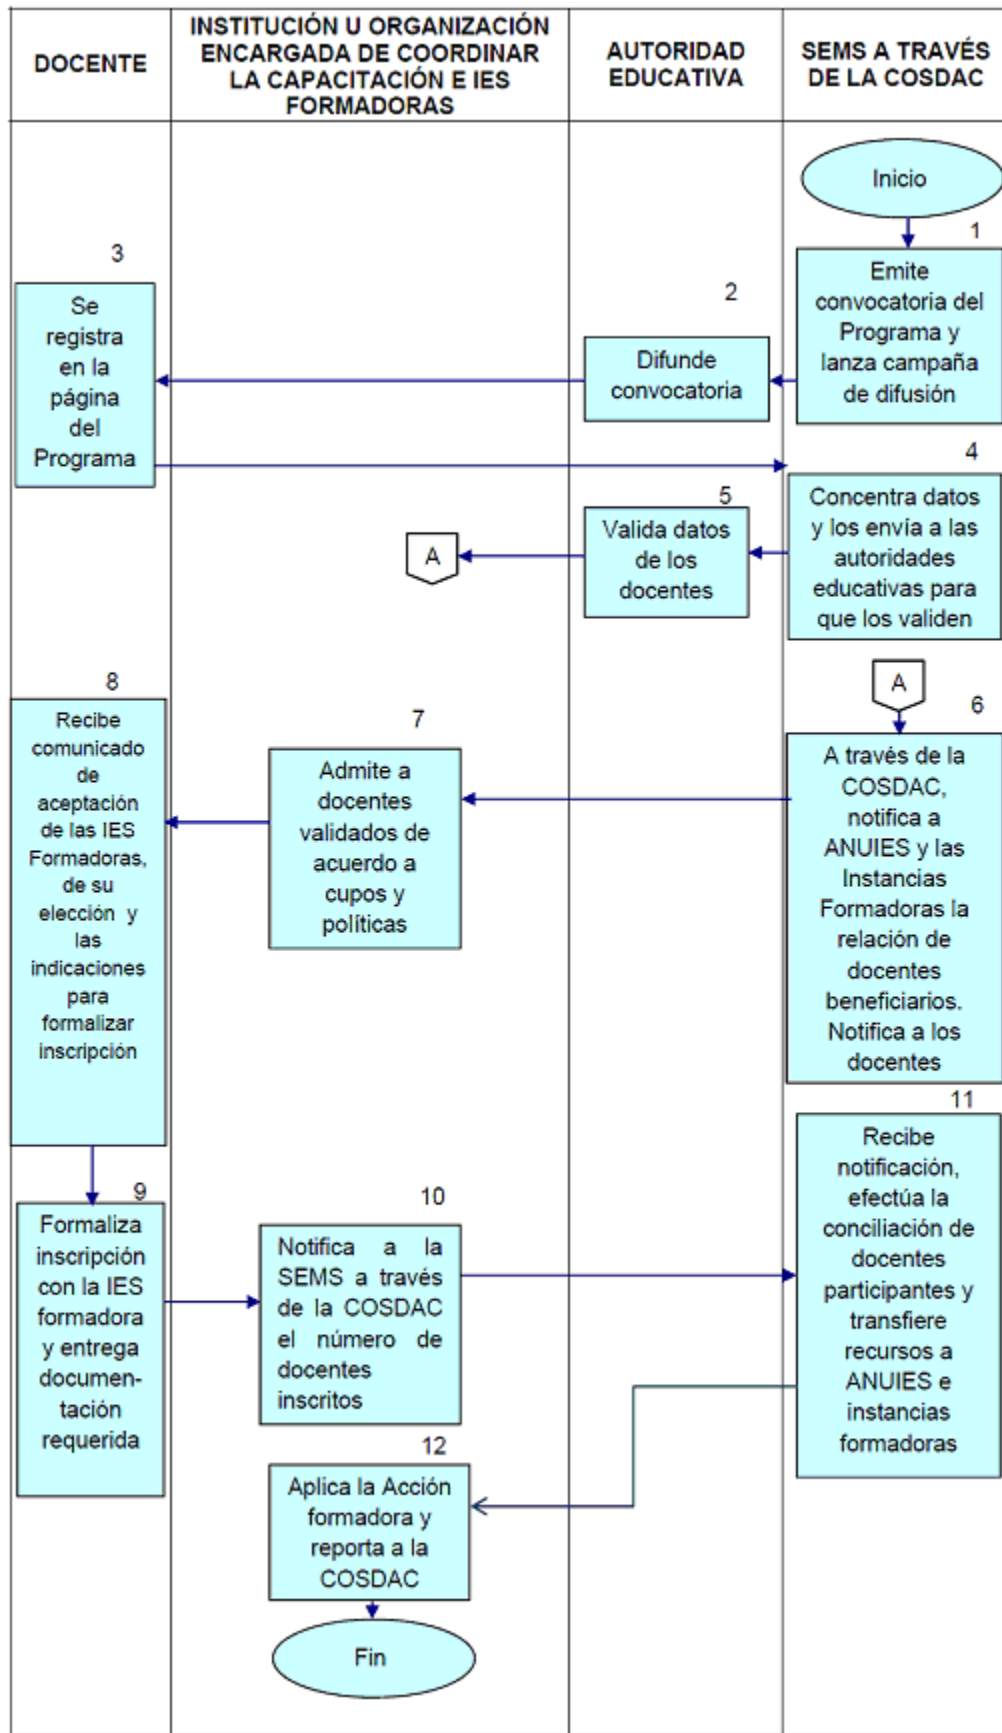 DOCENTE
INSTITUCIÓN U ORGANIZACIÓN
ENCARGADA DE COORDINAR
LA CAPACITACIÓN E IES
FORMADORAS
AUTORIDAD
EDUCATIVA
SEMS A TRAVÉS
DE LA COSDAC
Inicio
1
Emite
convocatoria del
Programa y
lanza campaña
de difusión
2
Difunde
convocatoria
3
Se
registra
en la
página
del
Programa
4
Concentra datos
y los envía a las
autoridades
educativas para
que los validen
5
Valida datos
de los
docentes
A
A
6
A través de la
COSDAC,
notifica a
ANUIES y las
Instancias
Formadoras la
relación de
docentes
beneficiarios.
Notifica a los
docentes
7
Admite a
docentes
validados de
acuerdo a
cupos y
políticas
8
Recibe
comunicado
de
aceptación
de las IES
Formadoras,
de su
elección y
las
indicaciones
para
formalizar
inscripción
9
Formaliza
inscripción
con la IES
formadora
y entrega
documen-
tación
requerida
10
Notifica a la
SEMS a través
de la COSDAC
el número de
docentes
inscritos
11
Recibe
notificación,
efectúa la
conciliación de
docentes
participantes y
transfiere
recursos a
ANUIES e
instancias
formadoras
12
Aplica la Acción
formadora y
reporta a la
COSDAC
Fin